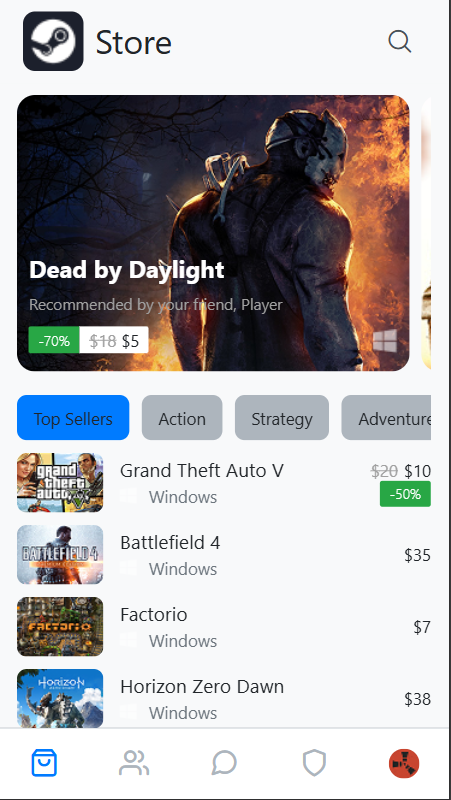 Store
Dead by Daylight
Recommended by your friend, Player
-70% $18 $5
Top Sellers Action Strategy Adventure
grand theft auto V
Grand Theft Auto V $20 $10
Windows -50%
BATTLEFIELD 4
Battlefield 4 $35
Windows
FACTORIO
Factorio $7
Windows
HORIZON
Horizon Zero Dawn $38
Windows